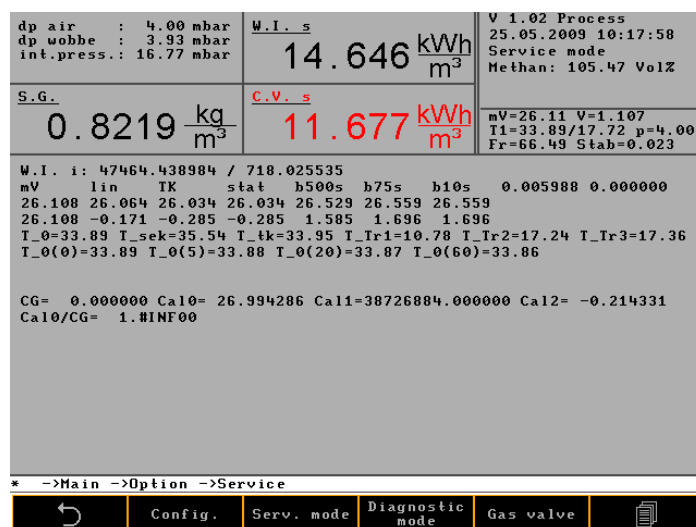 dp air : 4.00 mbar
dp wobbe : 3.93 mbar
int.press.: 16.77 mbar
W.I. s
14.646 kWh/m³
V 1.02 Process
25.05.2009 10:17:58
Service mode
Methan: 105.47 Vol%
S.G.
0.8219 kg/m³
C.V. s
11.677 kWh/m³
mV=26.11 V=1.107
T1=33.89/17.72 p=4.00
Fr=66.49 Stab=0.023
W.I. i: 47464.438984 / 718.025535
mV lin TK stat b500s b75s b10s 0.005988 0.000000
26.108 26.064 26.034 26.034 26.529 26.559 26.559
26.108 -0.171 -0.285 -0.285 1.585 1.696 1.696
T_0=33.89 T_sek=35.54 T_tk=33.95 T_Tr1=10.78 T_Tr2=17.24 T_Tr3=17.36
T_0(0)=33.89 T_0(5)=33.88 T_0(20)=33.87 T_0(60)=33.86
CG= 0.000000 Cal0= 26.994286 Cal1=38726884.000000 Cal2= -0.214331
Cal0/CG= 1.#INF00
* ->Main ->Option ->Service
Config. Serv. mode Diagnostic mode Gas valve